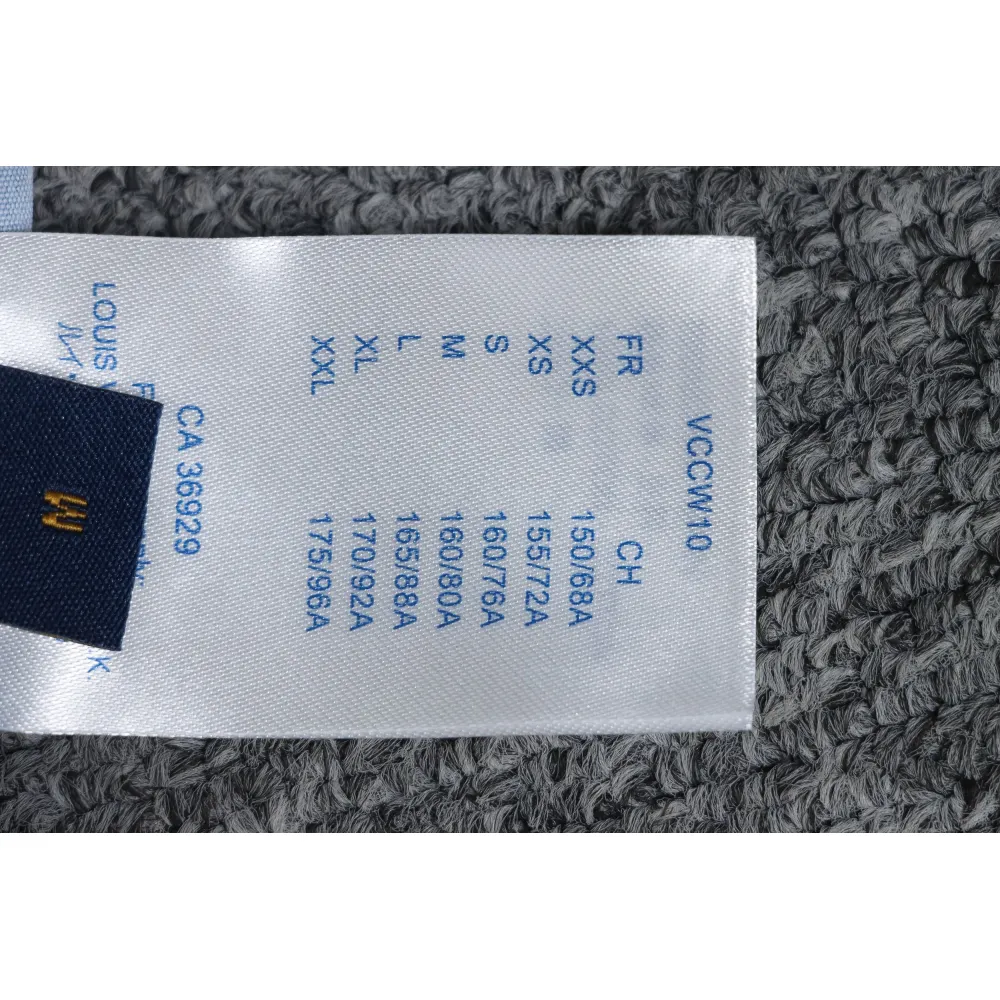 VCCW10
FR CH
XXS 150/68A
XS 155/72A
S 160/76A
M 160/80A
L 165/88A
XL 170/92A
XXL 175/96A
CA 36929
LOUIS
M